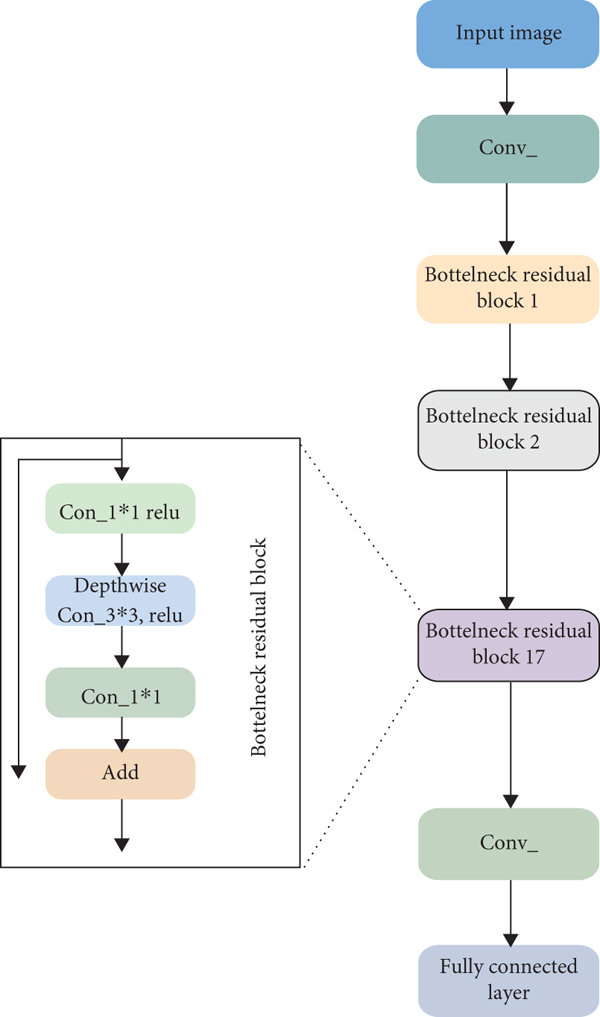 Input image
Conv_
Bottelneck residual
block 1
Bottelneck residual
block 2
Bottelneck residual
block 17
Conv_
Fully connected
layer
Con_1*1 relu
Depthwise
Con_3*3, relu
Con_1*1
Add
Bottelneck residual block